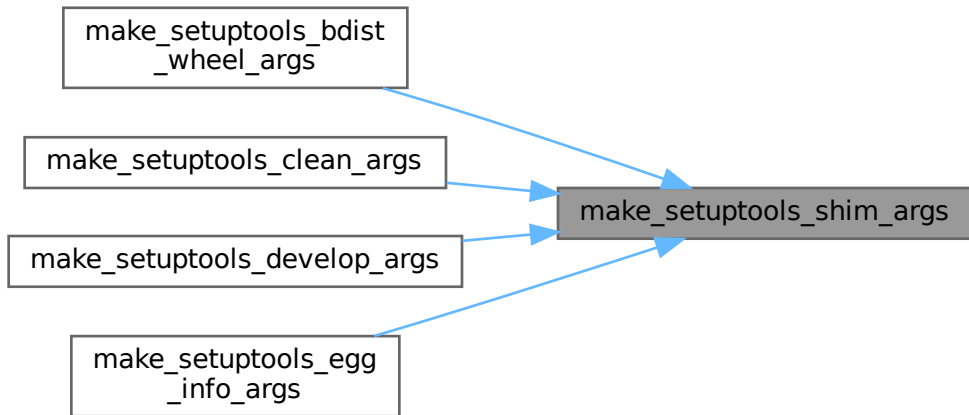 make_setuptools_bdist
_wheel_args
make_setuptools_clean_args
make_setuptools_shim_args
make_setuptools_develop_args
make_setuptools_egg
_info_args